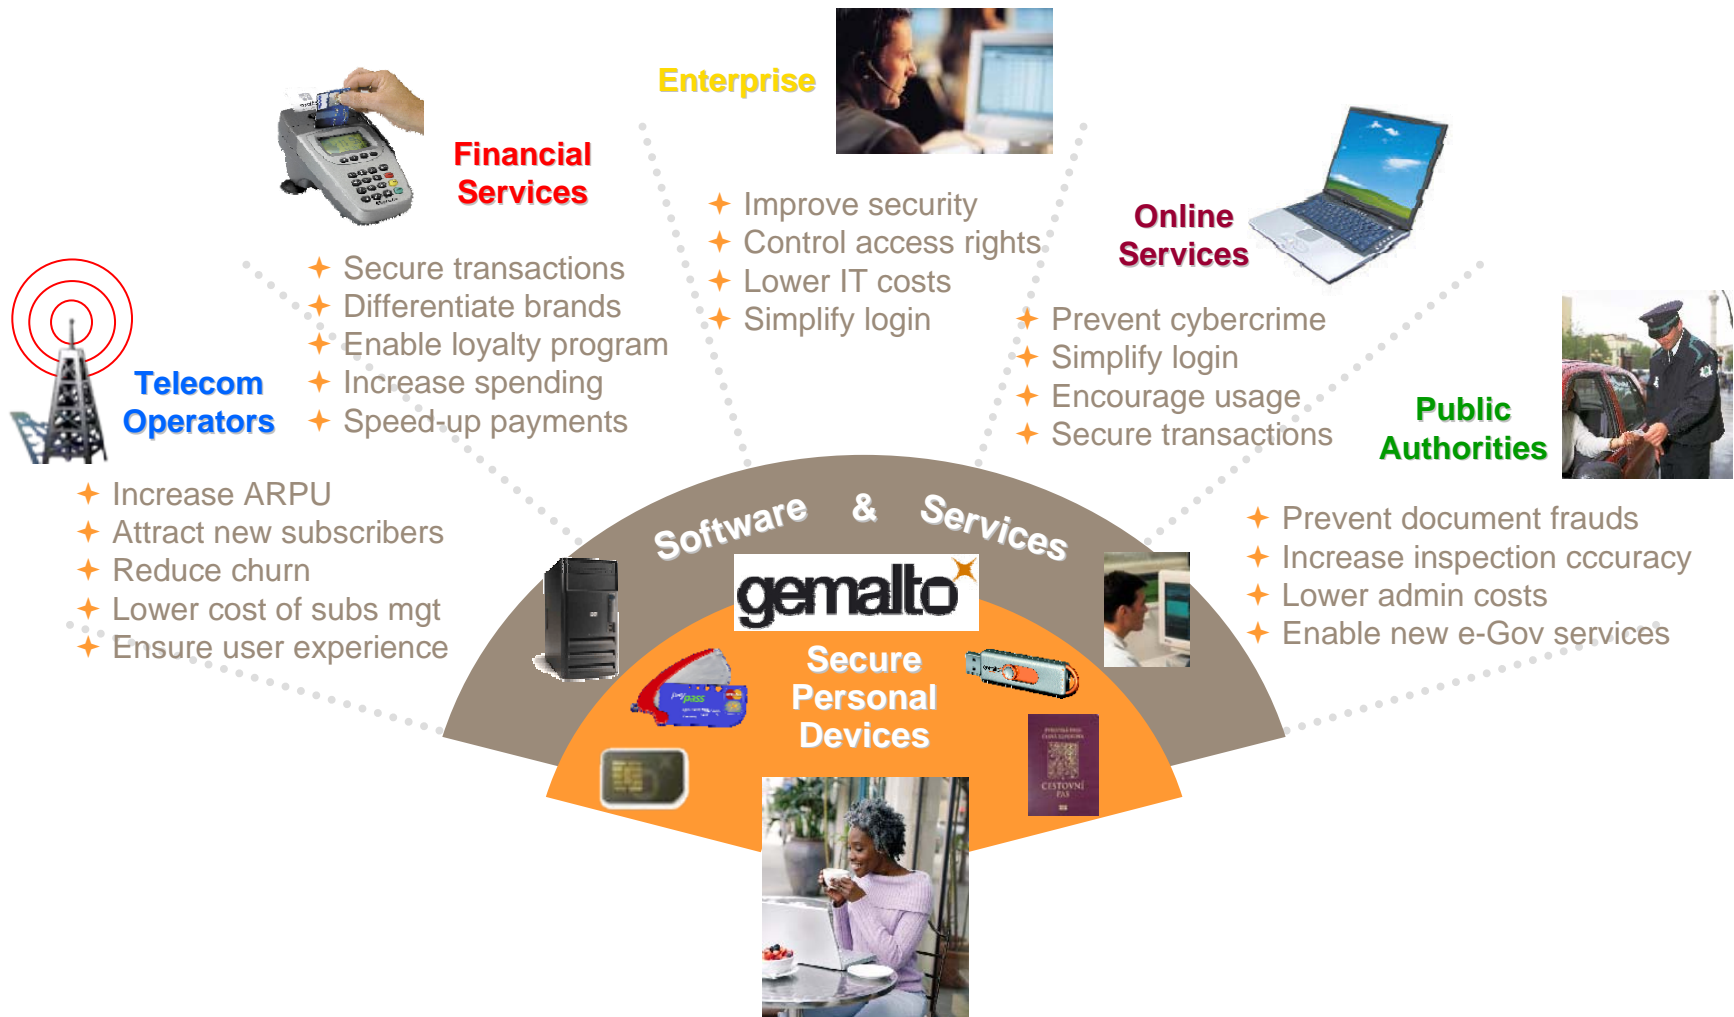 Enterprise
Financial
Services
Improve security
Control access rights
Lower IT costs
Simplify login
Online
Services
Secure transactions
Differentiate brands
Enable loyalty program
Increase spending
Speed-up payments
Prevent cybercrime
Simplify login
Encourage usage
Secure transactions
Telecom
Operators
Public
Authorities
Increase ARPU
Attract new subscribers
Reduce churn
Lower cost of subs mgt
Ensure user experience
Prevent document frauds
Increase inspection cccuracy
Lower admin costs
Enable new e-Gov services
Software & Services
gemalto
Secure
Personal
Devices
pass
CESTOVNÍ
PAS